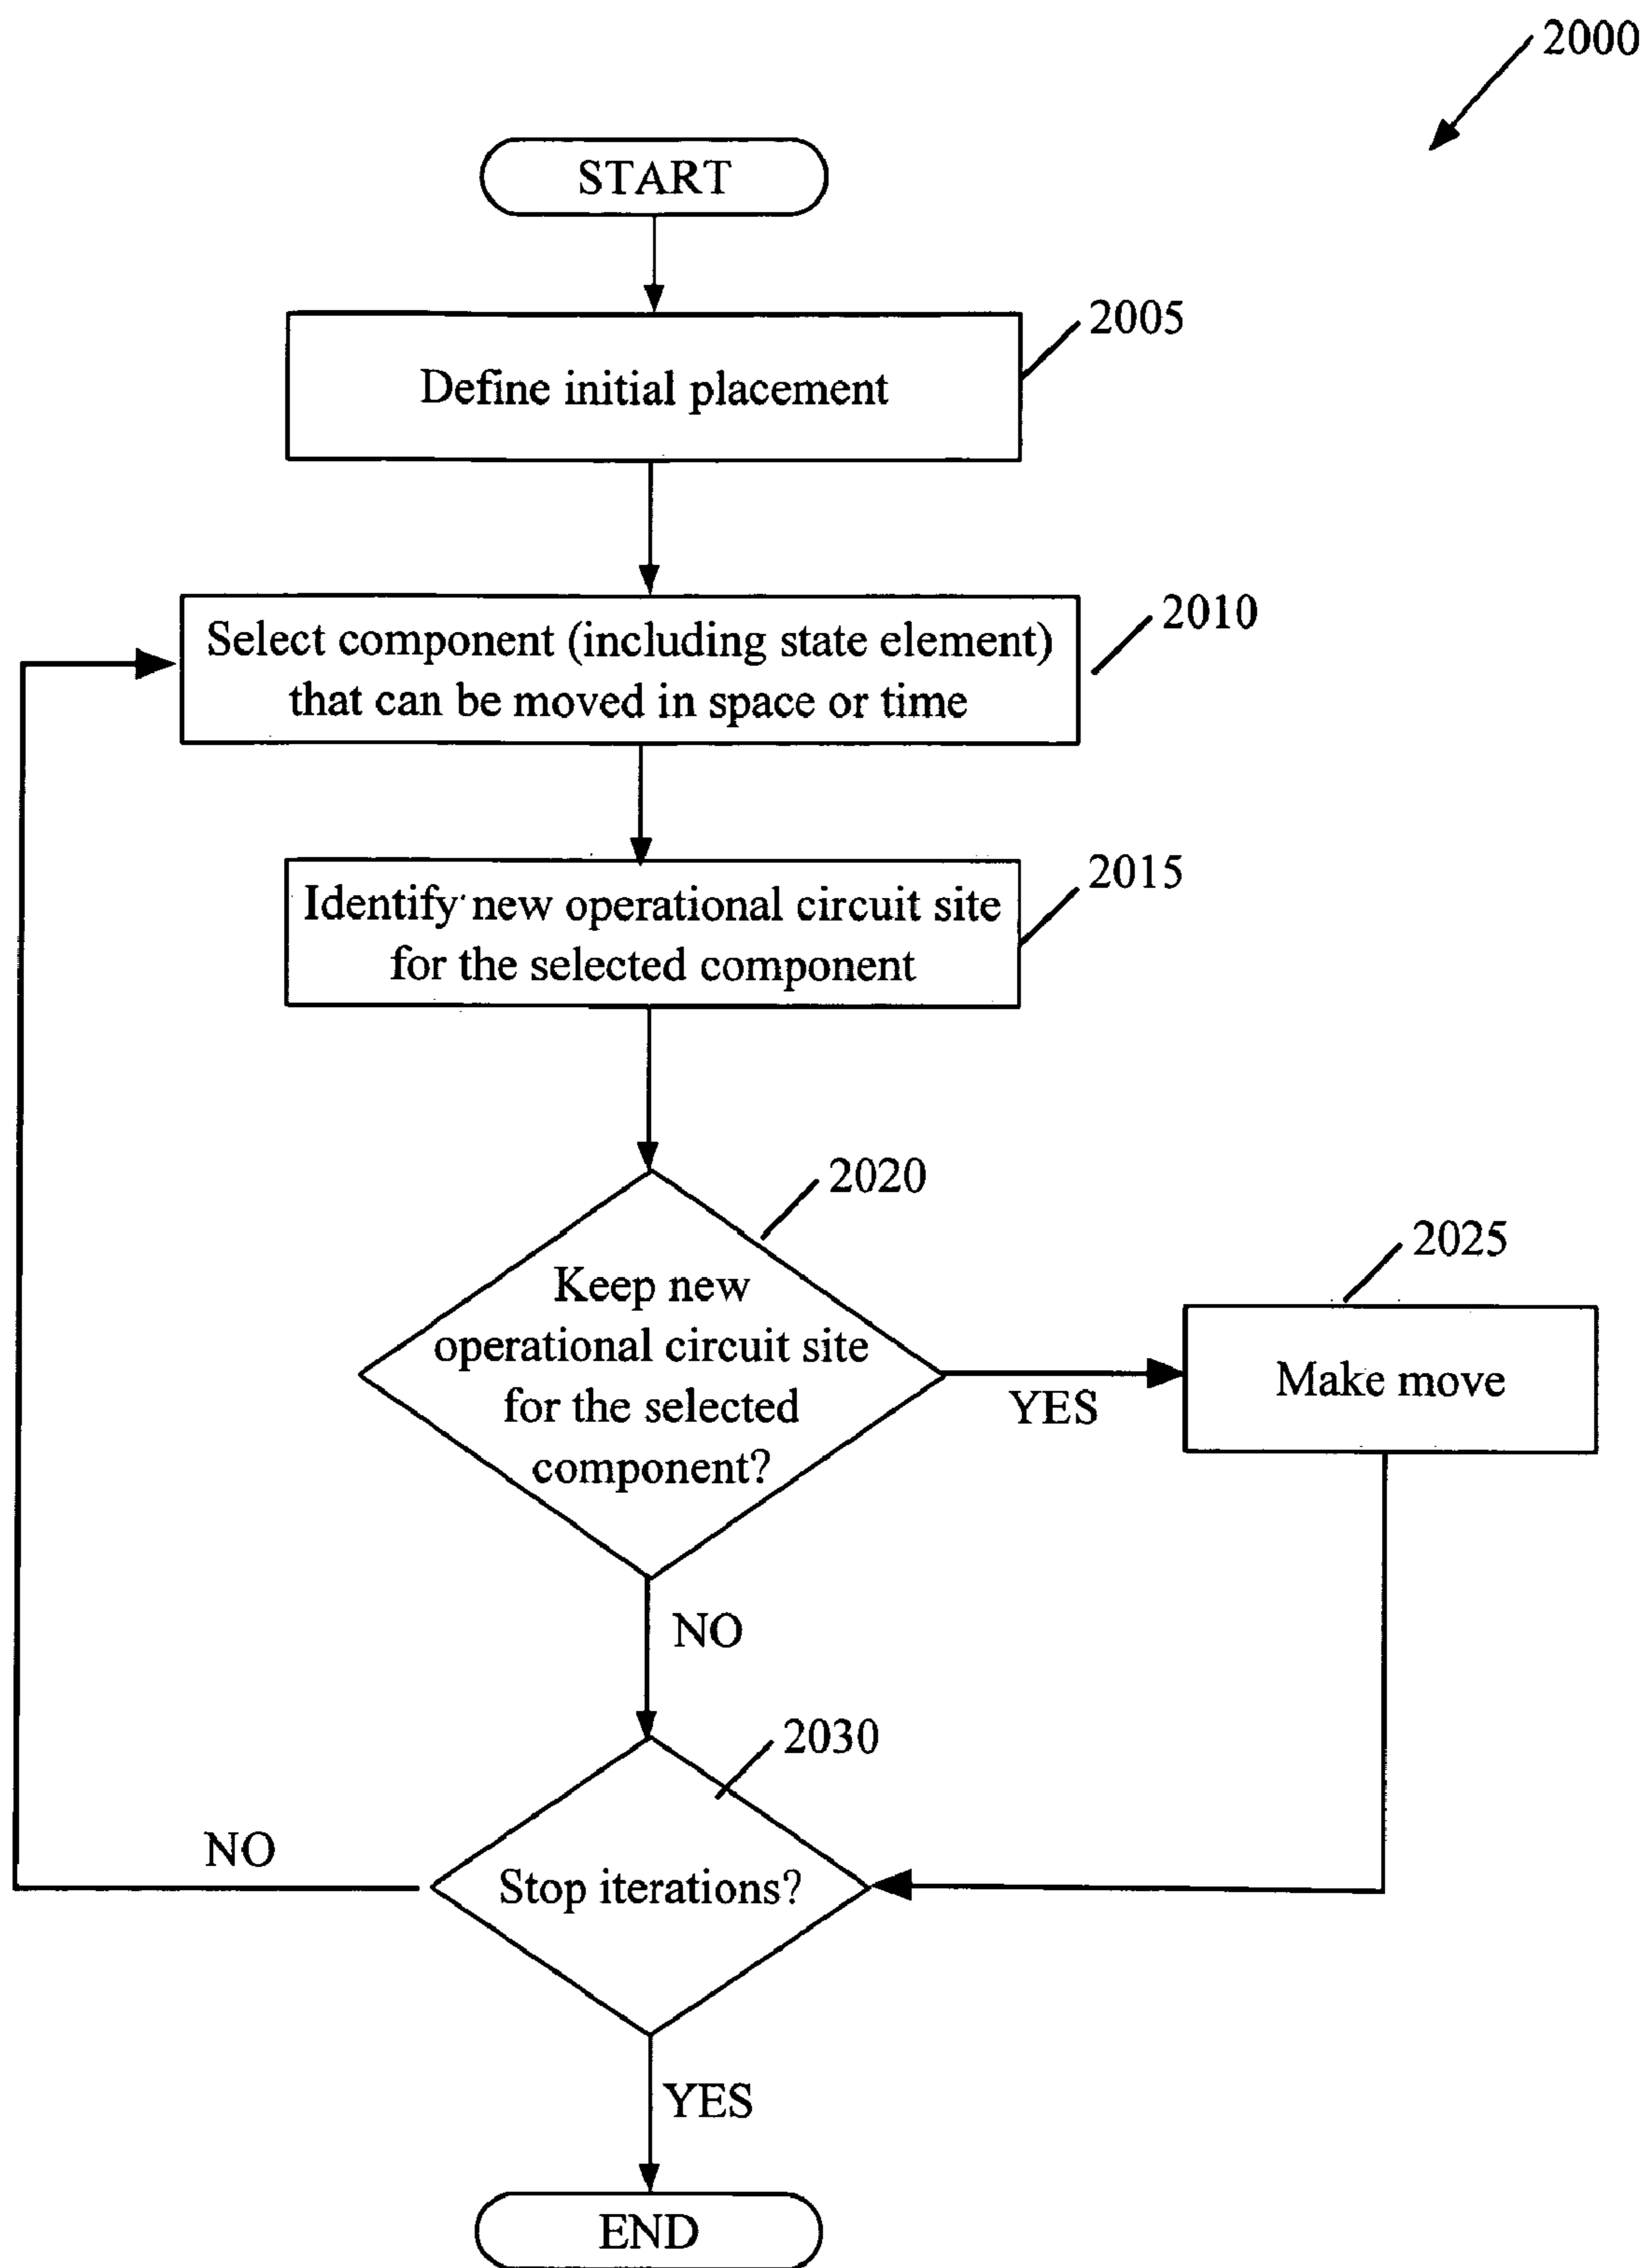 2000
START
2005
Define initial placement
2010
Select component (including state element)
that can be moved in space or time
2015
Identify new operational circuit site
for the selected component
2020
Keep new
operational circuit site
for the selected
component?
YES
2025
Make move
NO
2030
Stop iterations?
NO
YES
END